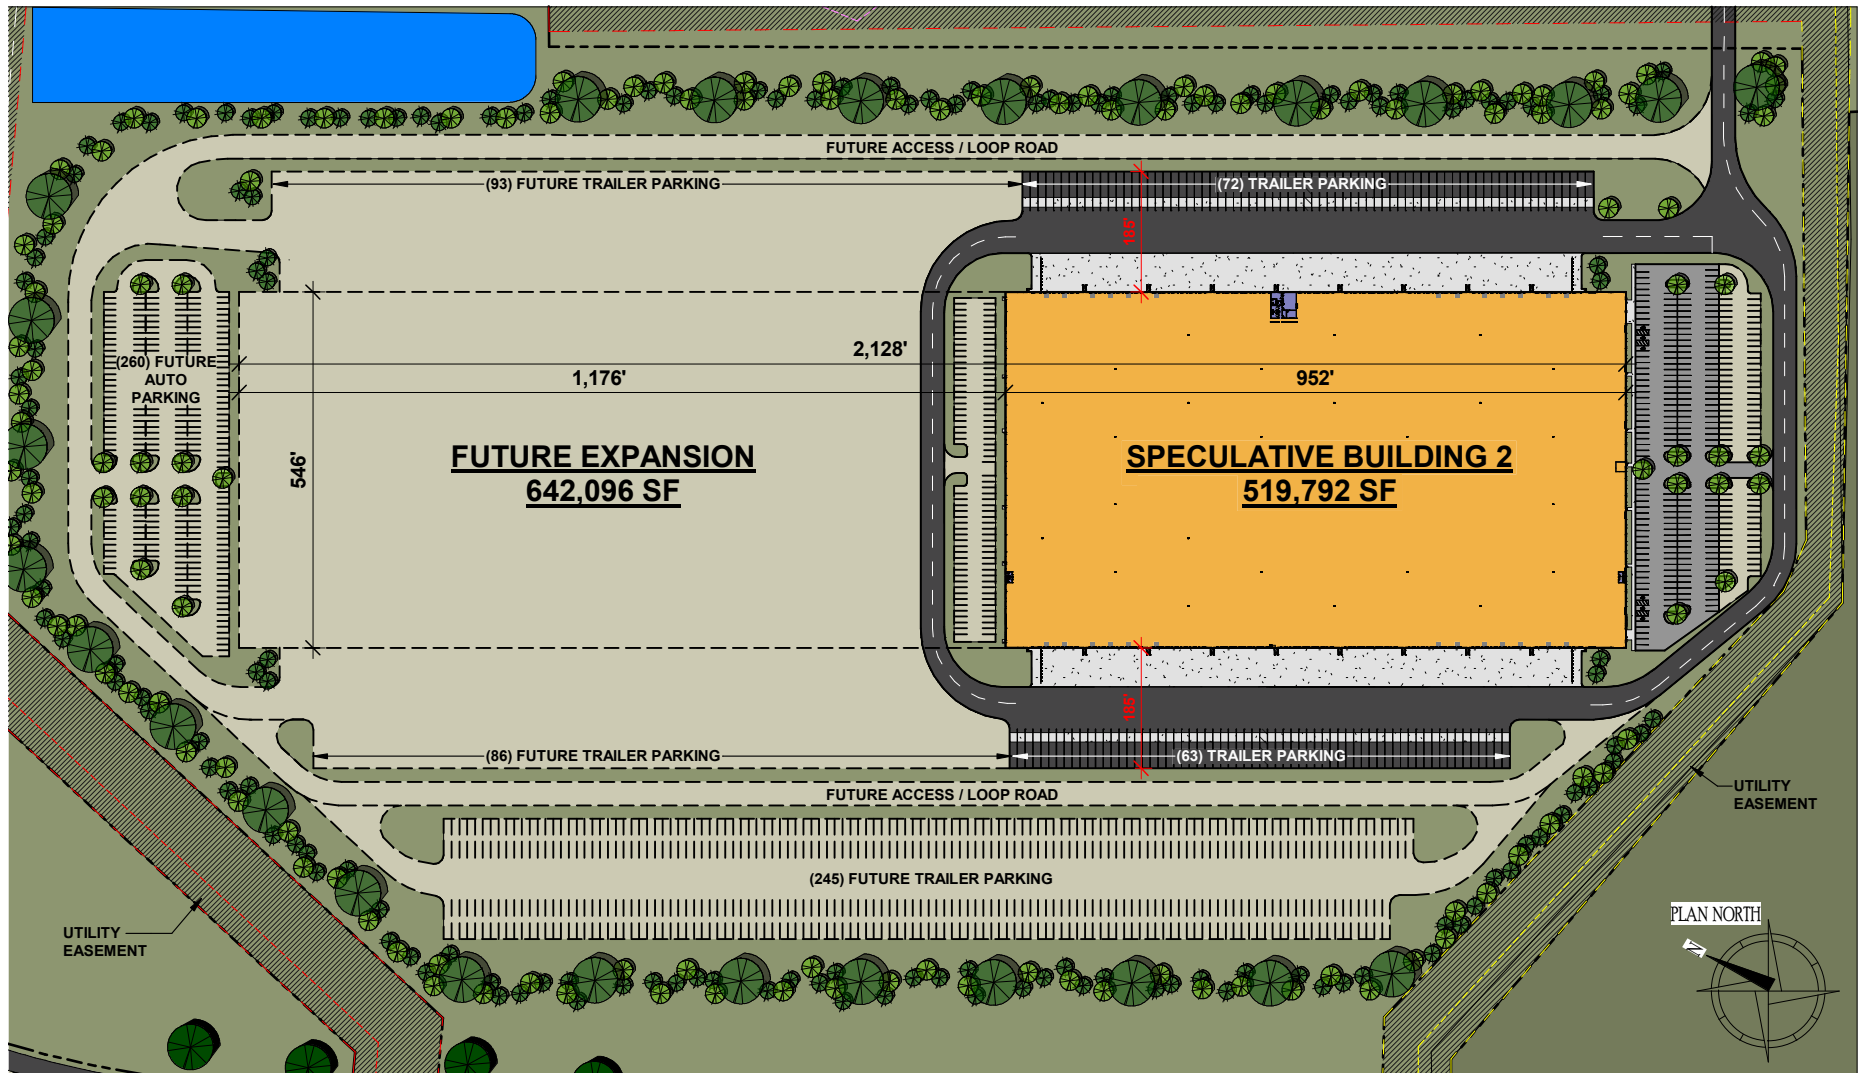 FUTURE ACCESS / LOOP ROAD
(93) FUTURE TRAILER PARKING
(72) TRAILER PARKING
185'
2,128'
(260) FUTURE
AUTO
PARKING
1,176'
952'
546'
FUTURE EXPANSION
642,096 SF
SPECULATIVE BUILDING 2
519,792 SF
185'
(86) FUTURE TRAILER PARKING
(63) TRAILER PARKING
FUTURE ACCESS / LOOP ROAD
UTILITY
EASEMENT
(245) FUTURE TRAILER PARKING
UTILITY
EASEMENT
PLAN NORTH
N